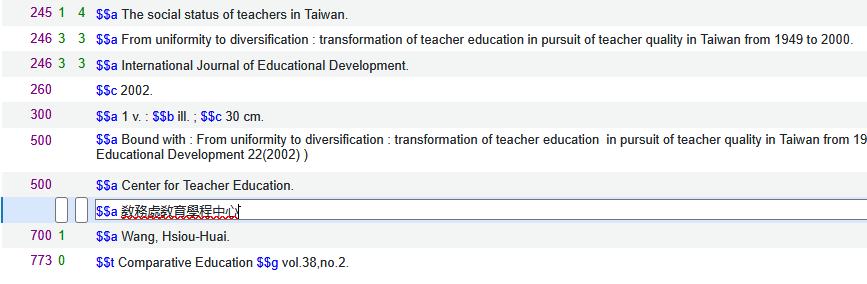 245 1 4 $$a The social status of teachers in Taiwan.
246 3 3 $$a From uniformity to diversification : transformation of teacher education in pursuit of teacher quality in Taiwan from 1949 to 2000.
246 3 3 $$a International Journal of Educational Development.
260 $$c 2002.
300 $$a 1 v. : $$b ill. ; $$c 30 cm.
500 $$a Bound with : From uniformity to diversification : transformation of teacher education in pursuit of teacher quality in Taiwan from 19
Educational Development 22(2002) )
500 $$a Center for Teacher Education.
$$a 教務處教育學程中心
700 1 $$a Wang, Hsiou-Huai.
773 0 $$t Comparative Education $$g vol.38,no.2.